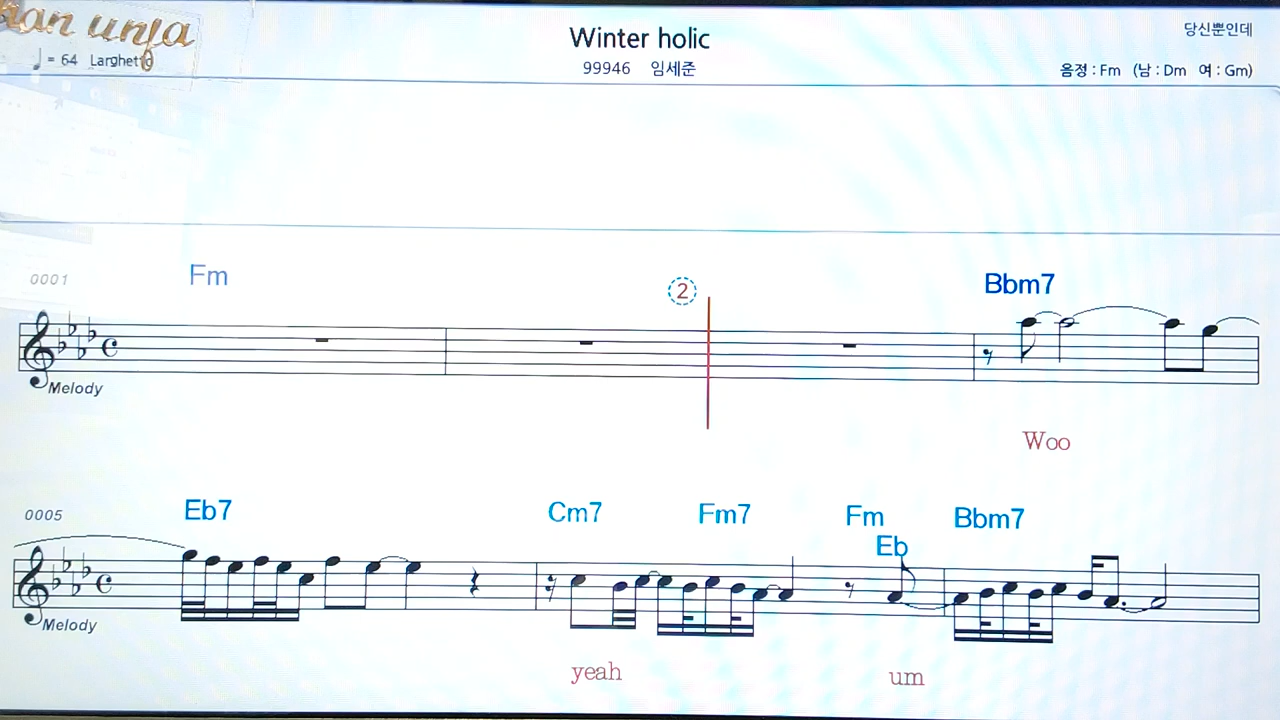 Winter holic
당신뿐인데
♩= 64 Larghetto
99946 임세준
음정 : Fm (남 : Dm 여 : Gm)
0001 Fm 2 Bbm7
Melody
Woo
0005 Eb7 Cm7 Fm7 Fm Bbm7
Eb
Melody
yeah um